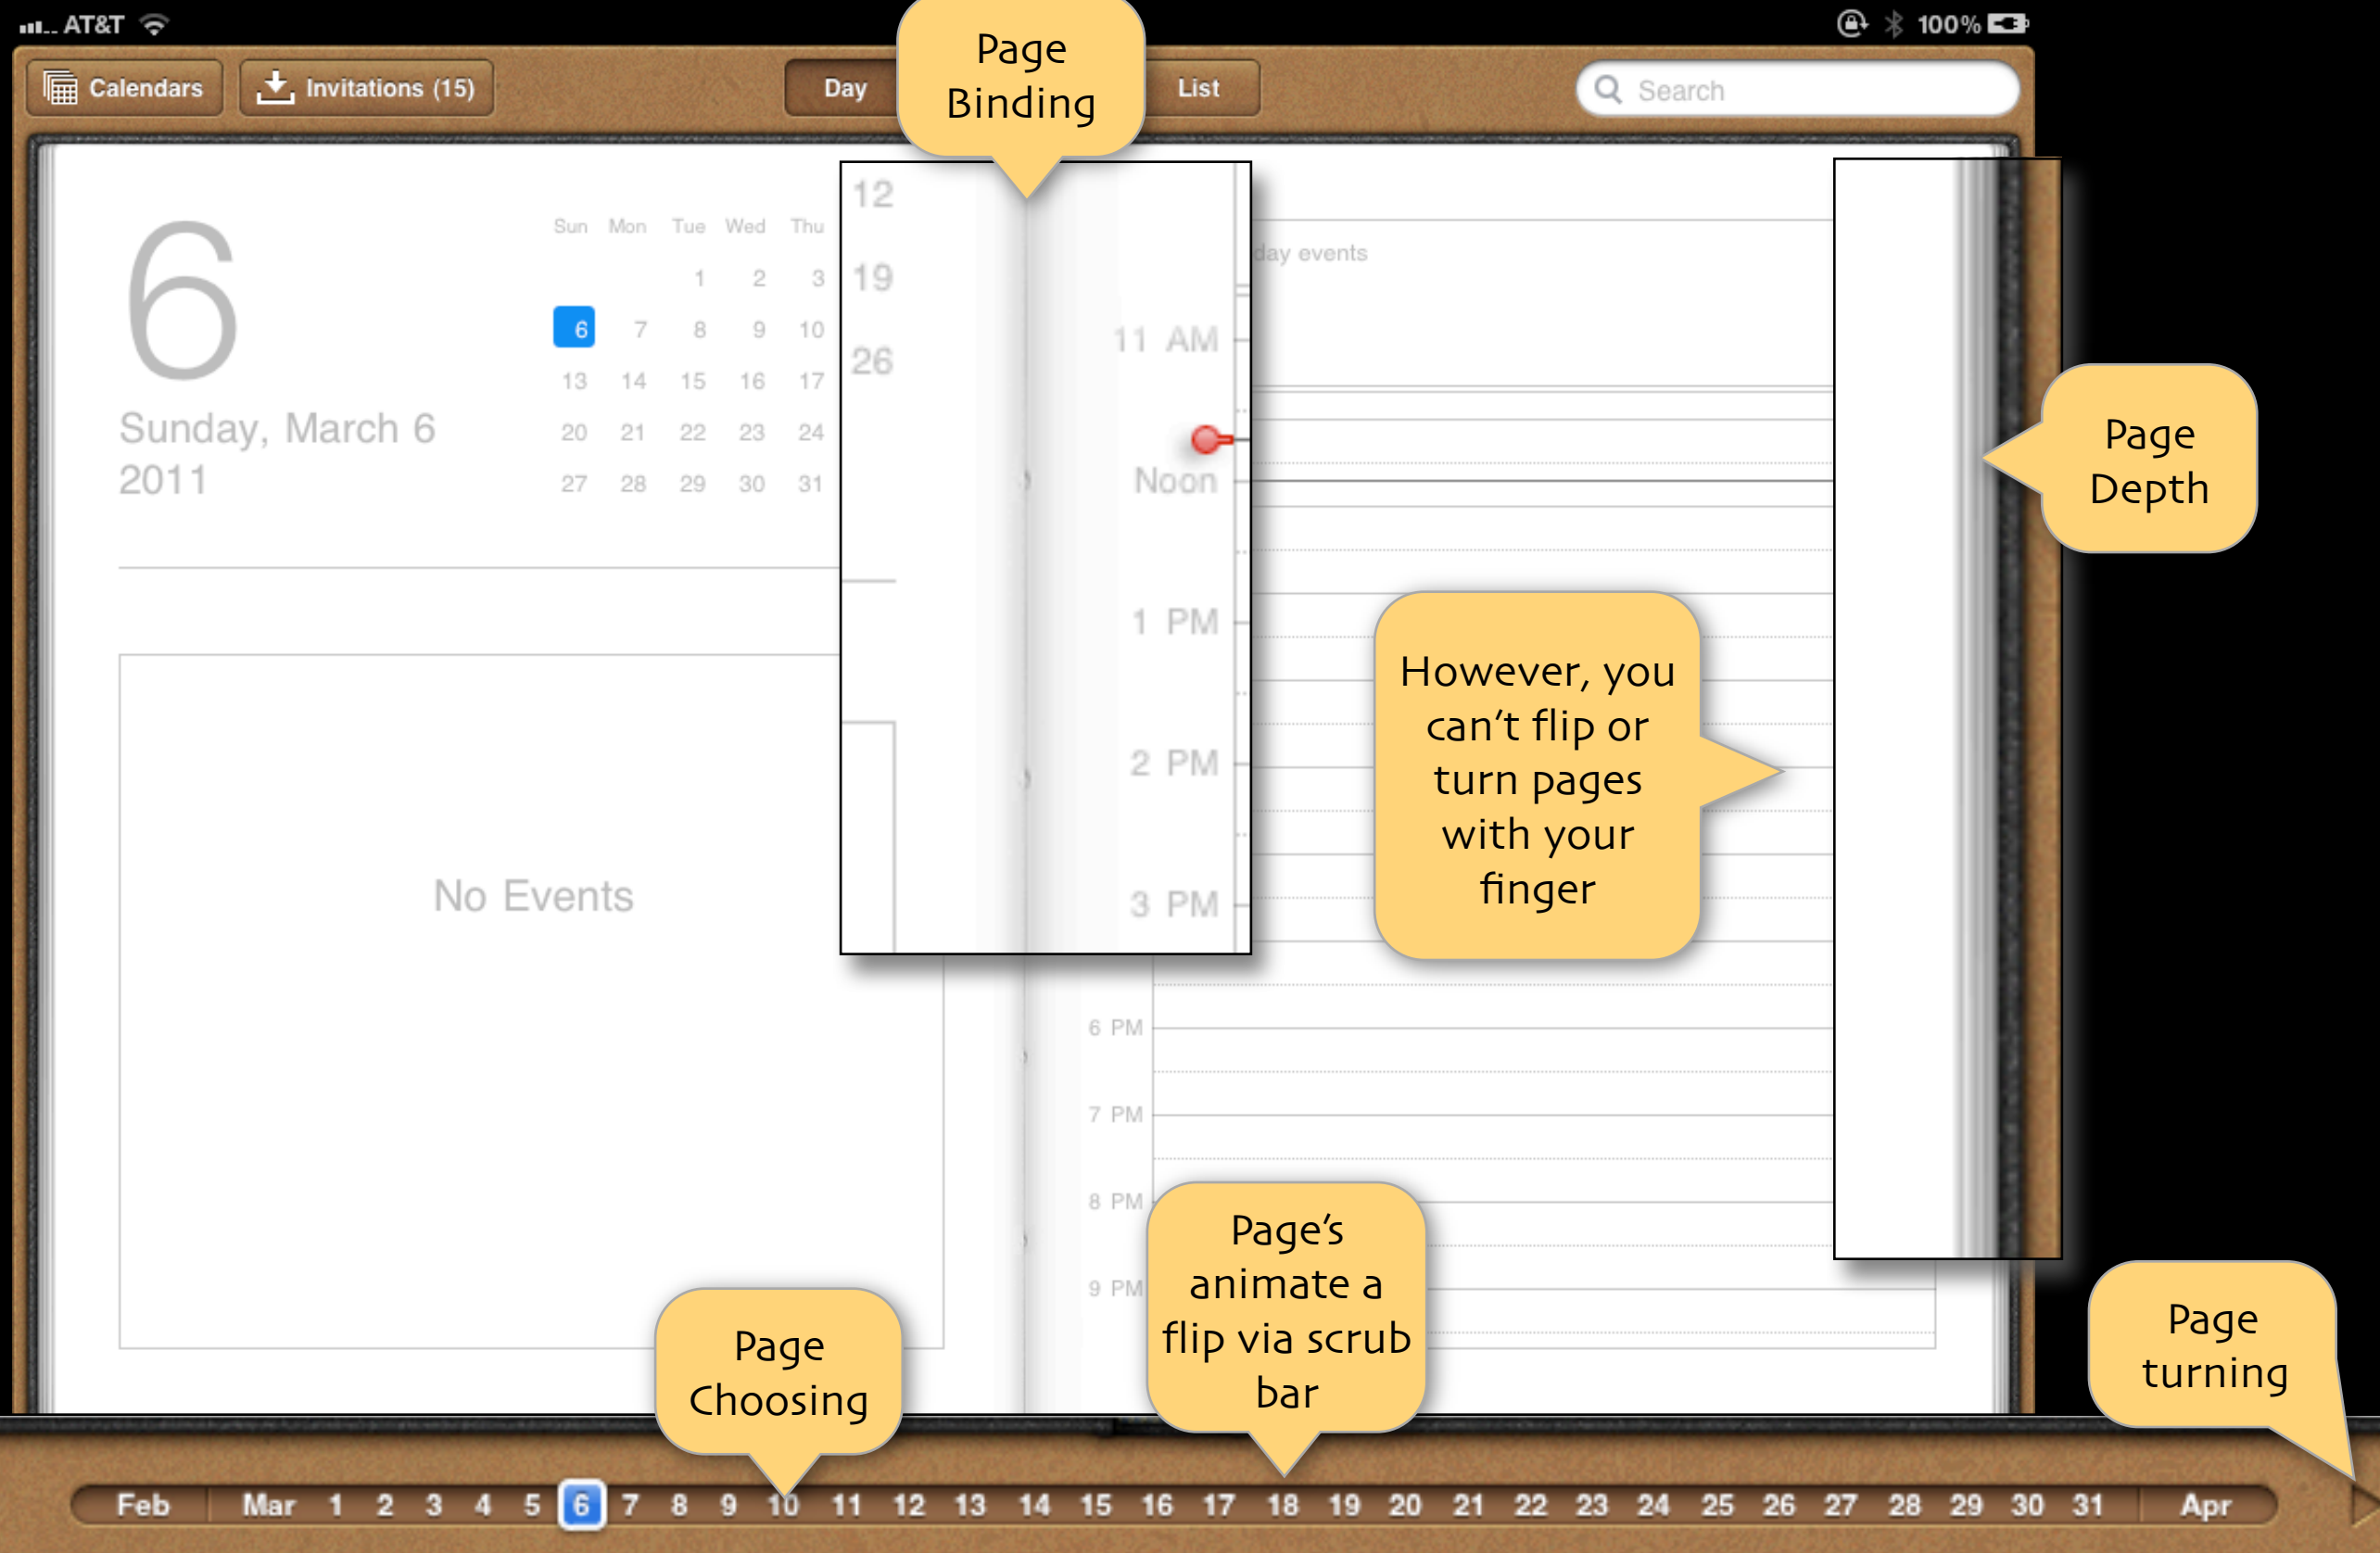 AT&T
100%
Calendars
Invitations (15)
Day
List
Search
Page
Binding
6
Sunday, March 6
2011
Sun Mon Tue Wed Thu
1 2 3
6 7 8 9 10
13 14 15 16 17
20 21 22 23 24
27 28 29 30 31
12
19
26
No Events
day events
11 AM
Noon
1 PM
2 PM
3 PM
6 PM
7 PM
8 PM
9 PM
Page
Depth
However, you
can't flip or
turn pages
with your
finger
Page's
animate a
flip via scrub
bar
Page
Choosing
Page
turning
Feb Mar 1 2 3 4 5 6 7 8 9 10 11 12 13 14 15 16 17 18 19 20 21 22 23 24 25 26 27 28 29 30 31 Apr